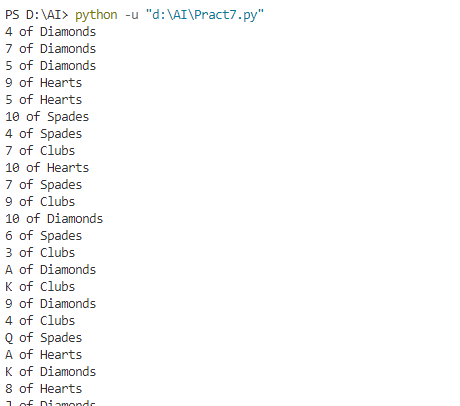 PS D:\AI> python -u "d:\AI\Pract7.py"
4 of Diamonds
7 of Diamonds
5 of Diamonds
9 of Hearts
5 of Hearts
10 of Spades
4 of Spades
7 of Clubs
10 of Hearts
7 of Spades
9 of Clubs
10 of Diamonds
6 of Spades
3 of Clubs
A of Diamonds
K of Clubs
9 of Diamonds
4 of Clubs
Q of Spades
A of Hearts
K of Diamonds
8 of Hearts
J of Diamonds